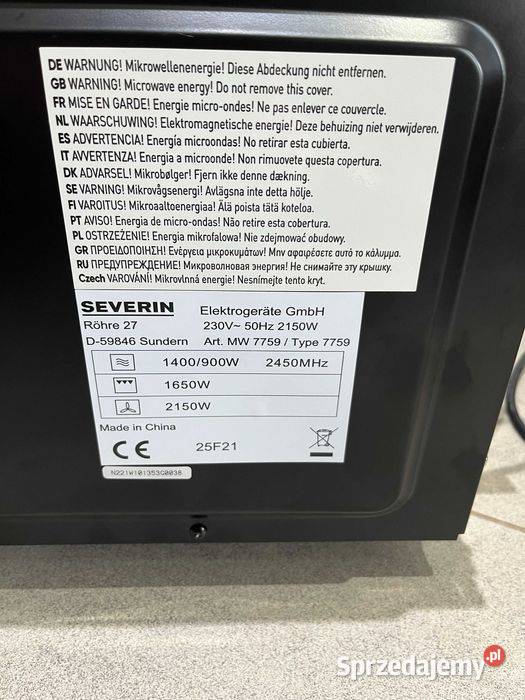 DE WARNUNG! Mikrowellenenergie! Diese Abdeckung nicht entfernen.
GB WARNING! Microwave energy! Do not remove this cover.
FR MISE EN GARDE! Energie micro-ondes! Ne pas enlever ce couvercle.
NL WAARSCHUWING! Elektromagnetische energie! Deze behuizing niet verwijderen.
ES ADVERTENCIA! Energía microondas! No retirar esta cubierta.
IT AVVERTENZA! Energia a microonde! Non rimuovete questa copertura.
DK ADVARSEL! Mikrobølger! Fjern ikke denne dækning.
SE VARNING! Mikrovågsenergi! Avlägsna inte detta hölje.
FI VAROITUS! Mikroaaltoenergiaa! Älä poista tätä koteloa.
PT AVISO! Energia de micro-ondas! Não retire esta cobertura.
PL OSTRZEŻENIE! Energia mikrofalowa! Nie zdejmować obudowy.
GR ΠΡΟΕΙΔΟΠΟΙΗΣΗ! Ενέργεια μικροκυμάτων! Μην αφαιρέσετε αυτό το κάλυμμα.
RU ПРЕДУПРЕЖДЕНИЕ! Микроволновая энергия! Не снимайте эту крышку.
Czech VAROVÁNI! Mikrovlnná energie! Nesnímejte tento kryt.
SEVERIN Elektrogeräte GmbH
Röhre 27 230V~ 50Hz 2150W
D-59846 Sundern Art. MW 7759 / Type 7759
1400/900W 2450MHz
1650W
2150W
Made in China
CE 25F21
N221W101353C0038
Sprzedajemy.pl